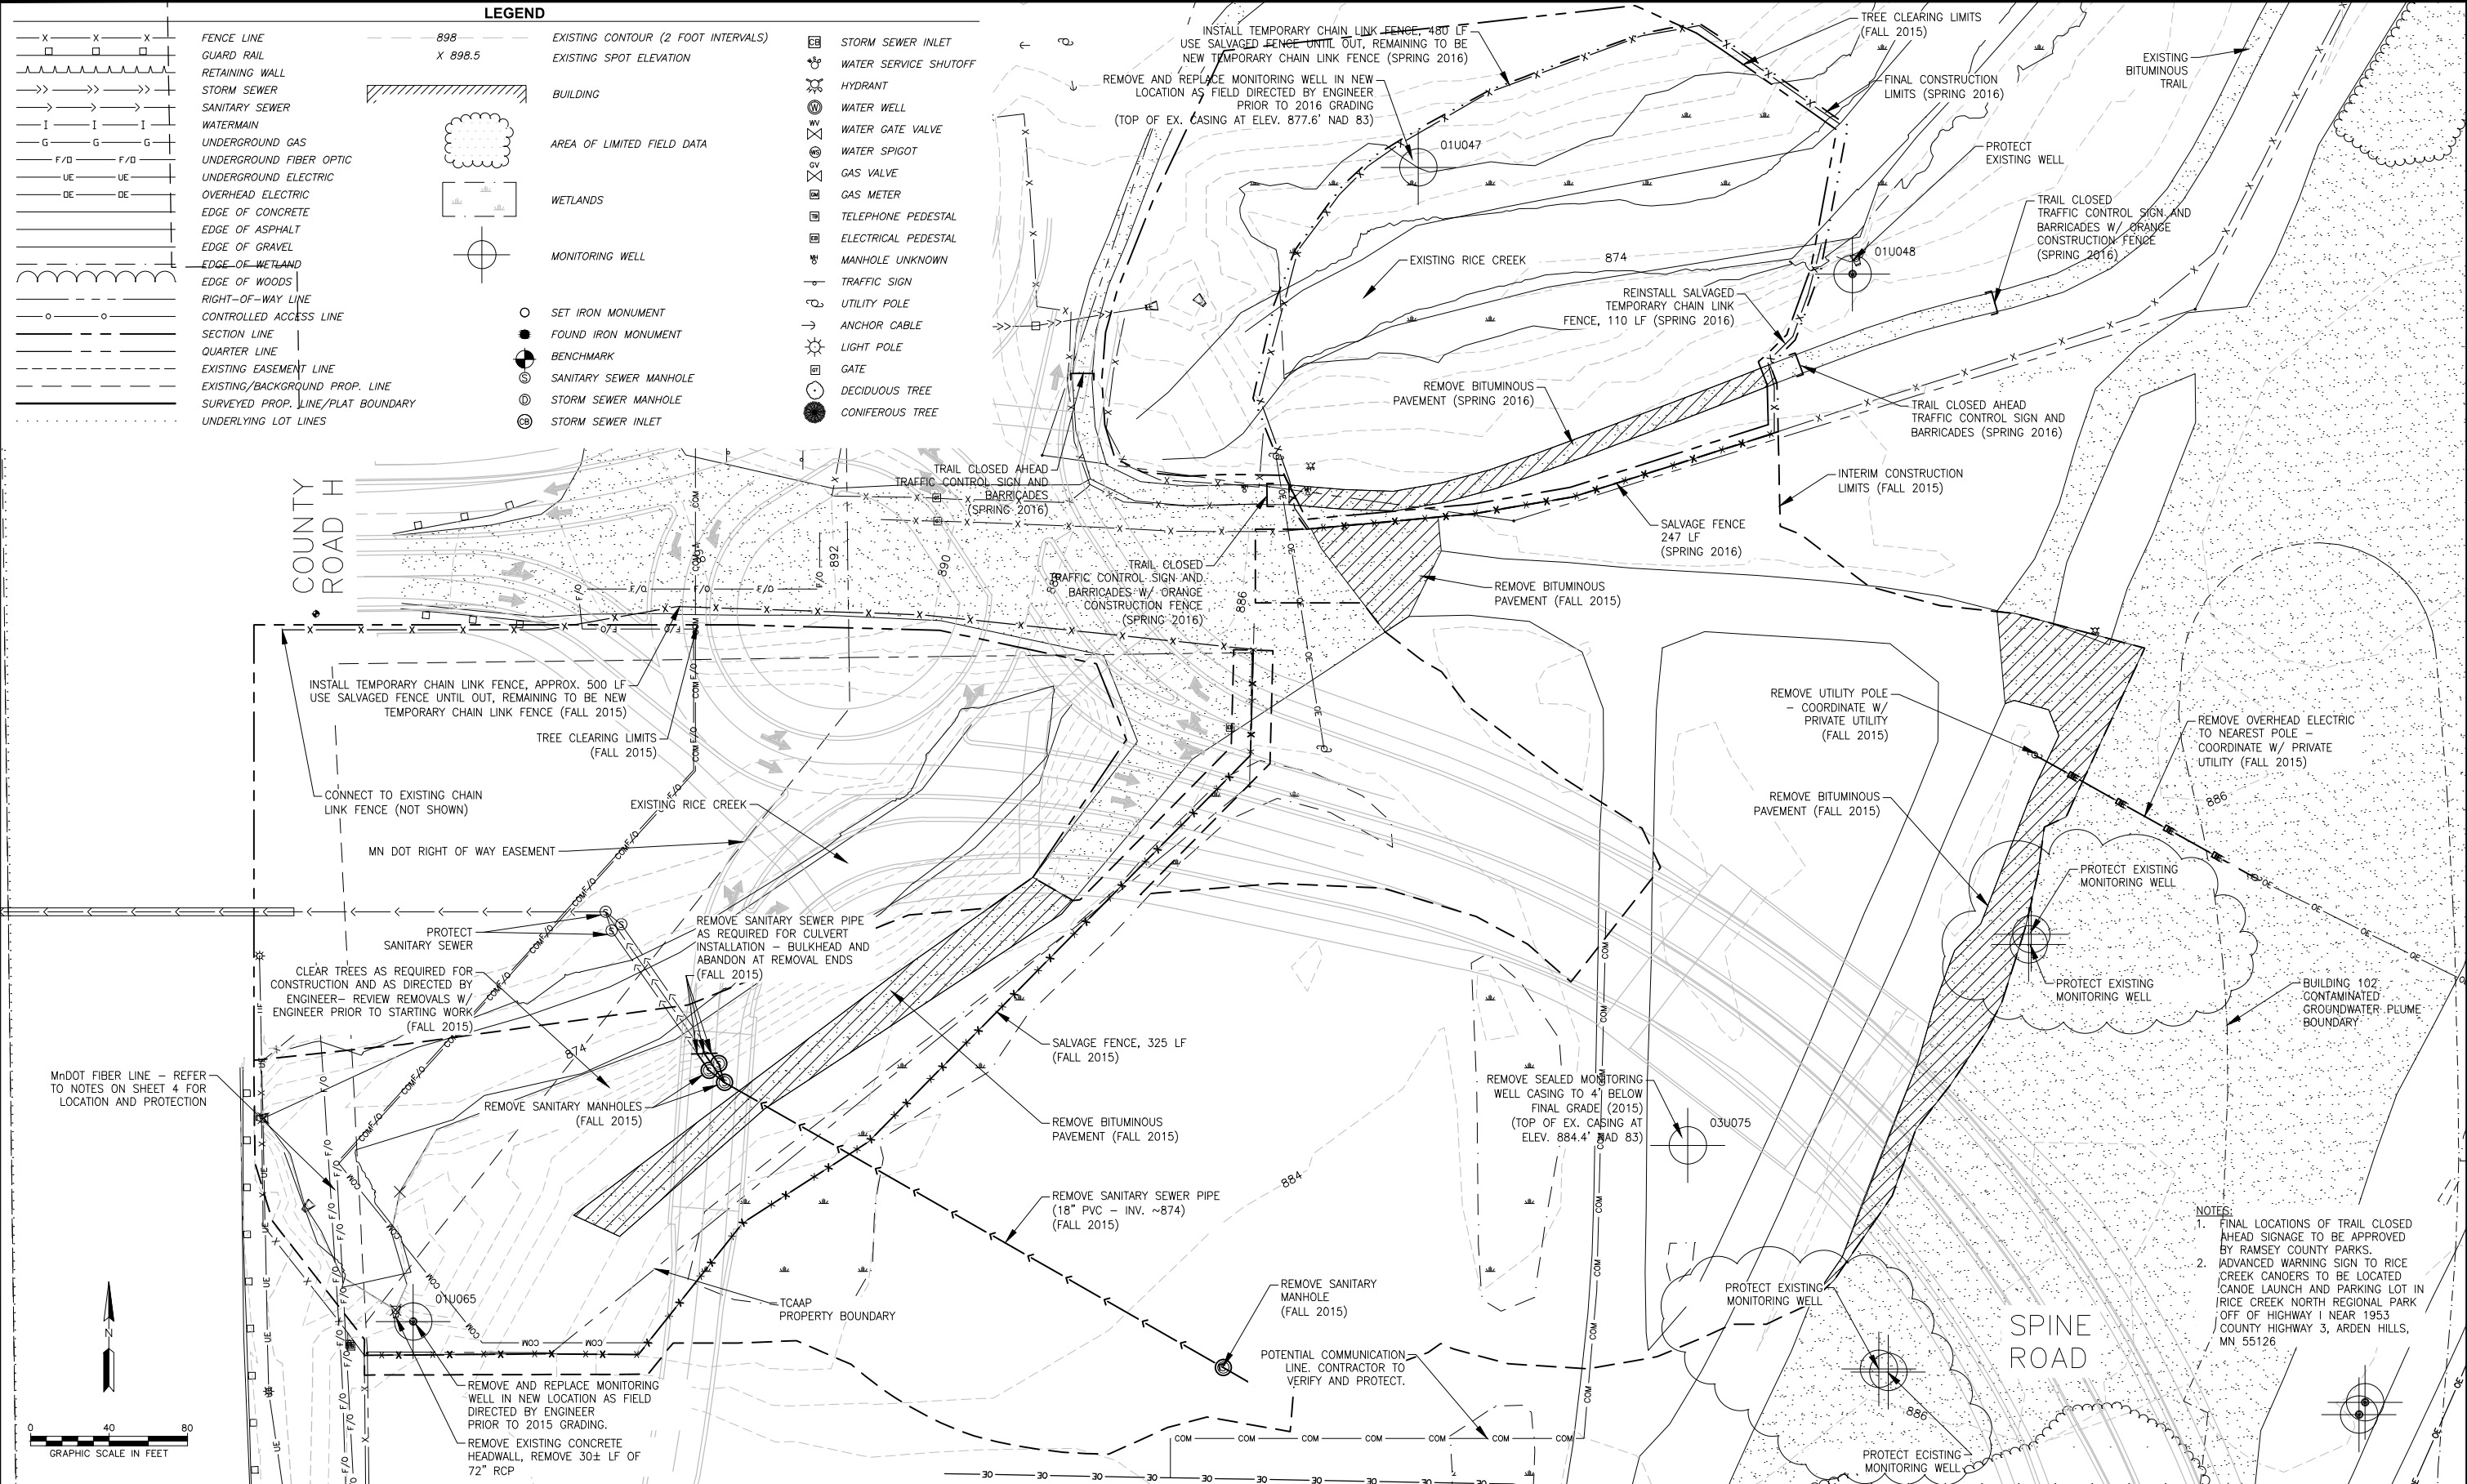 LEGEND
FENCE LINE
GUARD RAIL
RETAINING WALL
STORM SEWER
SANITARY SEWER
WATERMAIN
UNDERGROUND GAS
UNDERGROUND FIBER OPTIC
UNDERGROUND ELECTRIC
OVERHEAD ELECTRIC
EDGE OF CONCRETE
EDGE OF ASPHALT
EDGE OF GRAVEL
EDGE OF WETLAND
EDGE OF WOODS
RIGHT-OF-WAY LINE
CONTROLLED ACCESS LINE
SECTION LINE
QUARTER LINE
EXISTING EASEMENT LINE
EXISTING/BACKGROUND PROP. LINE
SURVEYED PROP. LINE/PLAT BOUNDARY
UNDERLYING LOT LINES
898 EXISTING CONTOUR (2 FOOT INTERVALS)
X 898.5 EXISTING SPOT ELEVATION
BUILDING
AREA OF LIMITED FIELD DATA
WETLANDS
MONITORING WELL
SET IRON MONUMENT
FOUND IRON MONUMENT
BENCHMARK
S SANITARY SEWER MANHOLE
D STORM SEWER MANHOLE
CB STORM SEWER INLET
CB STORM SEWER INLET
WATER SERVICE SHUTOFF
HYDRANT
W WATER WELL
WV WATER GATE VALVE
WS WATER SPIGOT
GV GAS VALVE
GAS METER
TELEPHONE PEDESTAL
ELECTRICAL PEDESTAL
MANHOLE UNKNOWN
TRAFFIC SIGN
UTILITY POLE
ANCHOR CABLE
LIGHT POLE
GATE
DECIDUOUS TREE
CONIFEROUS TREE
INSTALL TEMPORARY CHAIN LINK FENCE, 480 LF
USE SALVAGED FENCE UNTIL OUT, REMAINING TO BE
NEW TEMPORARY CHAIN LINK FENCE (SPRING 2016)
REMOVE AND REPLACE MONITORING WELL IN NEW
LOCATION AS FIELD DIRECTED BY ENGINEER
PRIOR TO 2016 GRADING
(TOP OF EX. CASING AT ELEV. 877.6' NAD 83)
01U047
TREE CLEARING LIMITS
(FALL 2015)
FINAL CONSTRUCTION
LIMITS (SPRING 2016)
EXISTING
BITUMINOUS
TRAIL
PROTECT
EXISTING WELL
TRAIL CLOSED
TRAFFIC CONTROL SIGN AND
BARRICADES W/ ORANGE
CONSTRUCTION FENCE
(SPRING 2016)
01U048
EXISTING RICE CREEK
874
REINSTALL SALVAGED
TEMPORARY CHAIN LINK
FENCE, 110 LF (SPRING 2016)
REMOVE BITUMINOUS
PAVEMENT (SPRING 2016)
TRAIL CLOSED AHEAD
TRAFFIC CONTROL SIGN AND
BARRICADES (SPRING 2016)
INTERIM CONSTRUCTION
LIMITS (FALL 2015)
SALVAGE FENCE
247 LF
(SPRING 2016)
TRAIL CLOSED AHEAD
TRAFFIC CONTROL SIGN AND
BARRICADES
(SPRING 2016)
COUNTY
ROAD H
892
890
886
TRAIL CLOSED
TRAFFIC CONTROL SIGN AND
BARRICADES W/ ORANGE
CONSTRUCTION FENCE
(SPRING 2016)
REMOVE BITUMINOUS
PAVEMENT (FALL 2015)
INSTALL TEMPORARY CHAIN LINK FENCE, APPROX. 500 LF
USE SALVAGED FENCE UNTIL OUT, REMAINING TO BE NEW
TEMPORARY CHAIN LINK FENCE (FALL 2015)
TREE CLEARING LIMITS
(FALL 2015)
CONNECT TO EXISTING CHAIN
LINK FENCE (NOT SHOWN)
EXISTING RICE CREEK
MN DOT RIGHT OF WAY EASEMENT
REMOVE UTILITY POLE
– COORDINATE W/
PRIVATE UTILITY
(FALL 2015)
REMOVE OVERHEAD ELECTRIC
TO NEAREST POLE –
COORDINATE W/ PRIVATE
UTILITY (FALL 2015)
886
REMOVE BITUMINOUS
PAVEMENT (FALL 2015)
PROTECT EXISTING
MONITORING WELL
PROTECT EXISTING
MONITORING WELL
BUILDING 102
CONTAMINATED
GROUNDWATER PLUME
BOUNDARY
PROTECT
SANITARY SEWER
REMOVE SANITARY SEWER PIPE
AS REQUIRED FOR CULVERT
INSTALLATION – BULKHEAD AND
ABANDON AT REMOVAL ENDS
(FALL 2015)
CLEAR TREES AS REQUIRED FOR
CONSTRUCTION AND AS DIRECTED BY
ENGINEER– REVIEW REMOVALS W/
ENGINEER PRIOR TO STARTING WORK
(FALL 2015)
874
MnDOT FIBER LINE – REFER
TO NOTES ON SHEET 4 FOR
LOCATION AND PROTECTION
REMOVE SANITARY MANHOLES
(FALL 2015)
SALVAGE FENCE, 325 LF
(FALL 2015)
REMOVE BITUMINOUS
PAVEMENT (FALL 2015)
REMOVE SEALED MONITORING
WELL CASING TO 4' BELOW
FINAL GRADE (2015)
(TOP OF EX. CASING AT
ELEV. 884.4' NAD 83)
03U075
884
REMOVE SANITARY SEWER PIPE
(18" PVC – INV. ~874)
(FALL 2015)
REMOVE SANITARY
MANHOLE
(FALL 2015)
TCAAP
PROPERTY BOUNDARY
01U065
POTENTIAL COMMUNICATION
LINE. CONTRACTOR TO
VERIFY AND PROTECT.
REMOVE AND REPLACE MONITORING
WELL IN NEW LOCATION AS FIELD
DIRECTED BY ENGINEER
PRIOR TO 2015 GRADING.
REMOVE EXISTING CONCRETE
HEADWALL, REMOVE 30± LF OF
72" RCP
PROTECT EXISTING
MONITORING WELL
886
PROTECT ECISTING
MONITORING WELL
SPINE
ROAD
NOTES:
1. FINAL LOCATIONS OF TRAIL CLOSED
AHEAD SIGNAGE TO BE APPROVED
BY RAMSEY COUNTY PARKS.
2. ADVANCED WARNING SIGN TO RICE
CREEK CANOERS TO BE LOCATED
CANOE LAUNCH AND PARKING LOT IN
RICE CREEK NORTH REGIONAL PARK
OFF OF HIGHWAY I NEAR 1953
COUNTY HIGHWAY 3, ARDEN HILLS,
MN 55126
N
0 40 80
GRAPHIC SCALE IN FEET